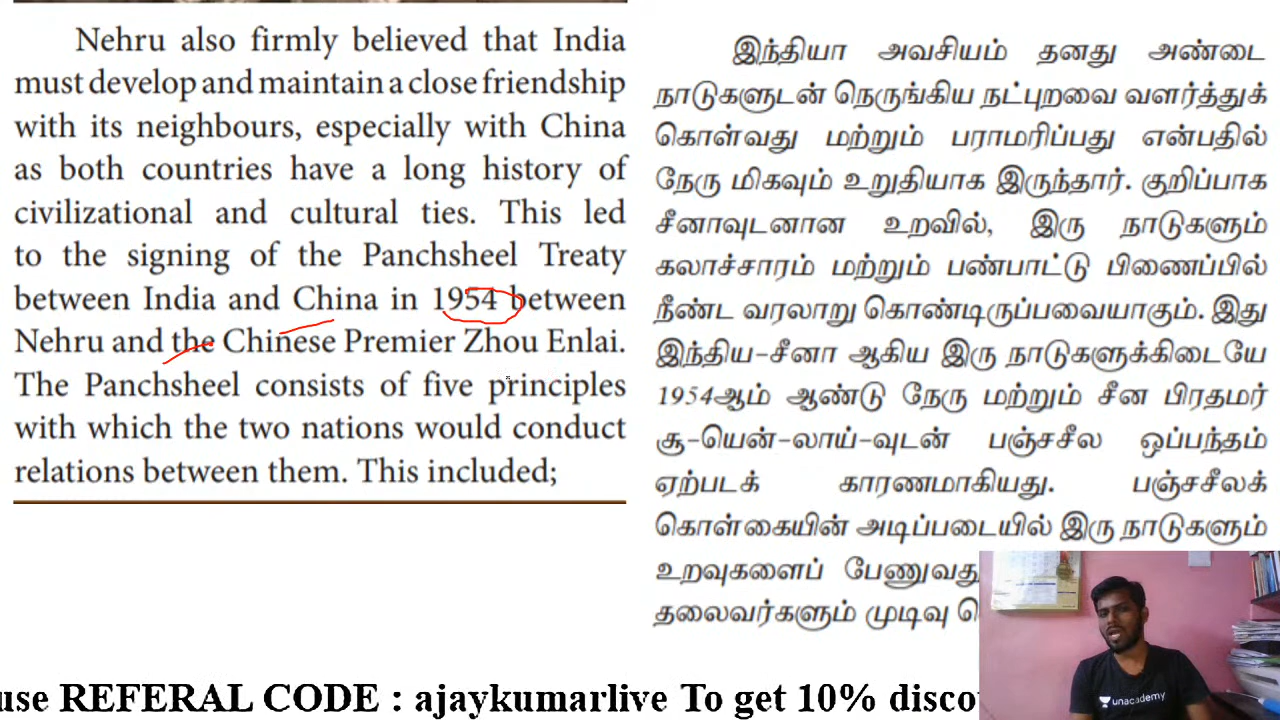 Nehru also firmly believed that India
must develop and maintain a close friendship
with its neighbours, especially with China
as both countries have a long history of
civilizational and cultural ties. This led
to the signing of the Panchsheel Treaty
between India and China in 1954 between
Nehru and the Chinese Premier Zhou Enlai.
The Panchsheel consists of five principles
with which the two nations would conduct
relations between them. This included;
இந்தியா அவசியம் தனது அண்டை
நாடுகளுடன் நெருங்கிய நட்புறவை வளர்த்துக்
கொள்வது மற்றும் பராமரிப்பது என்பதில்
நேரு மிகவும் உறுதியாக இருந்தார். குறிப்பாக
சீனாவுடனான உறவில், இரு நாடுகளும்
கலாச்சாரம் மற்றும் பண்பாட்டு பிணைப்பில்
நீண்ட வரலாறு கொண்டிருப்பவையாகும். இது
இந்திய-சீனா ஆகிய இரு நாடுகளுக்கிடையே
1954ஆம் ஆண்டு நேரு மற்றும் சீன பிரதமர்
சூ-யென்-லாய்-வுடன் பஞ்சசீல ஒப்பந்தம்
ஏற்படக் காரணமாகியது. பஞ்சசீலக்
கொள்கையின் அடிப்படையில் இரு நாடுகளும்
உறவுகளைப் பேணுவது
தலைவர்களும் முடிவு
unacademy
use REFERAL CODE : ajaykumarlive To get 10%